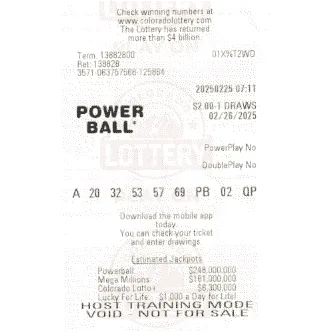 Check winning numbers at
www.coloradolottery.com
The Lottery has returned
more than $4 billion.
Term: 13882800
Ret: 138828
3571-063757566-125884
20250225 07:11
$2.00-1 DRAWS
02/26/2025
POWER
BALL
PowerPlay No
DoublePlay No
LOTTERY
A 20 32 53 57 69 PB 02 QP
Download the mobile app
today.
You can check your ticket
and enter drawings
Estimated Jackpots
Powerball: $248,000,000
Mega Millions: $181,000,000
Colorado Lotto+ $6,300,000
Lucky For Life: $1,000 a Day for Life!
HOST TRAINING MODE
VOID - NOT FOR SALE